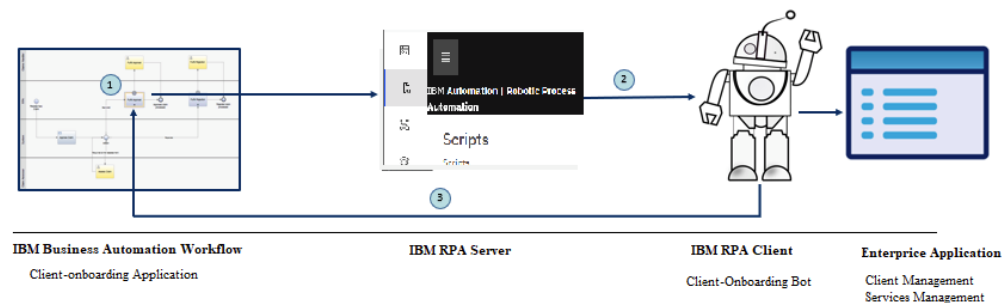 1
2
3
IBM Automation | Robotic Process
Automation
Scripts
Scripts
IBM Business Automation Workflow
Client-onboarding Application
IBM RPA Server
IBM RPA Client
Client-Onboarding Bot
Enterprice Application
Client Management
Services Management